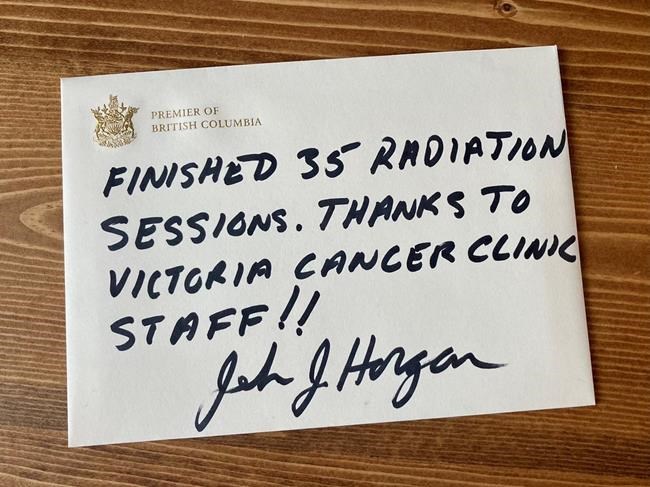 PREMIER OF
BRITISH COLUMBIA
FINISHED 35 RADIATION
SESSIONS. THANKS TO
VICTORIA CANCER CLINIC
STAFF!!
John J Horgan